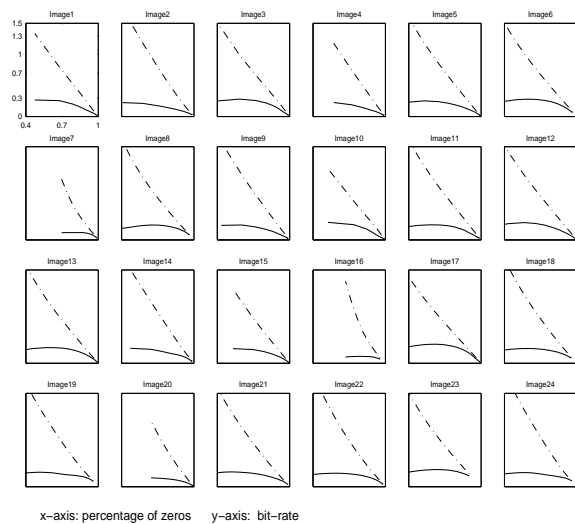 Image1 Image2 Image3 Image4 Image5 Image6
1.5
1.3
1
0.7
0.3
0
0.4 0.7 1
Image7 Image8 Image9 Image10 Image11 Image12
Image13 Image14 Image15 Image16 Image17 Image18
Image19 Image20 Image21 Image22 Image23 Image24
x−axis: percentage of zeros y−axis: bit−rate